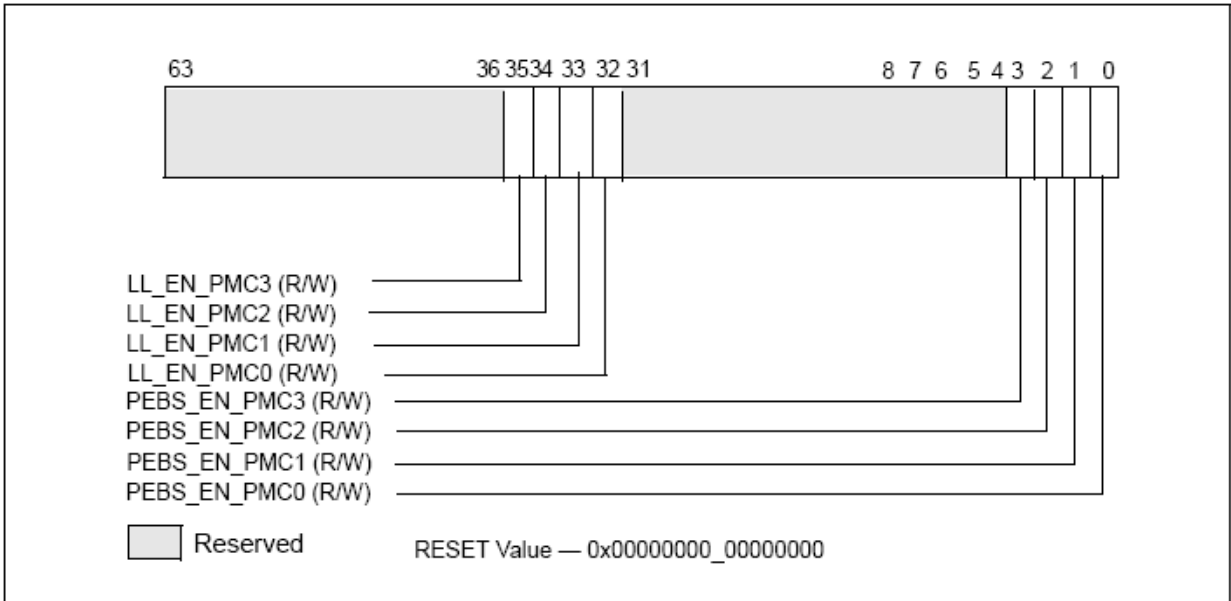 63 36 35 34 33 32 31 8 7 6 5 4 3 2 1 0
LL_EN_PMC3 (R/W)
LL_EN_PMC2 (R/W)
LL_EN_PMC1 (R/W)
LL_EN_PMC0 (R/W)
PEBS_EN_PMC3 (R/W)
PEBS_EN_PMC2 (R/W)
PEBS_EN_PMC1 (R/W)
PEBS_EN_PMC0 (R/W)
Reserved RESET Value — 0x00000000_00000000